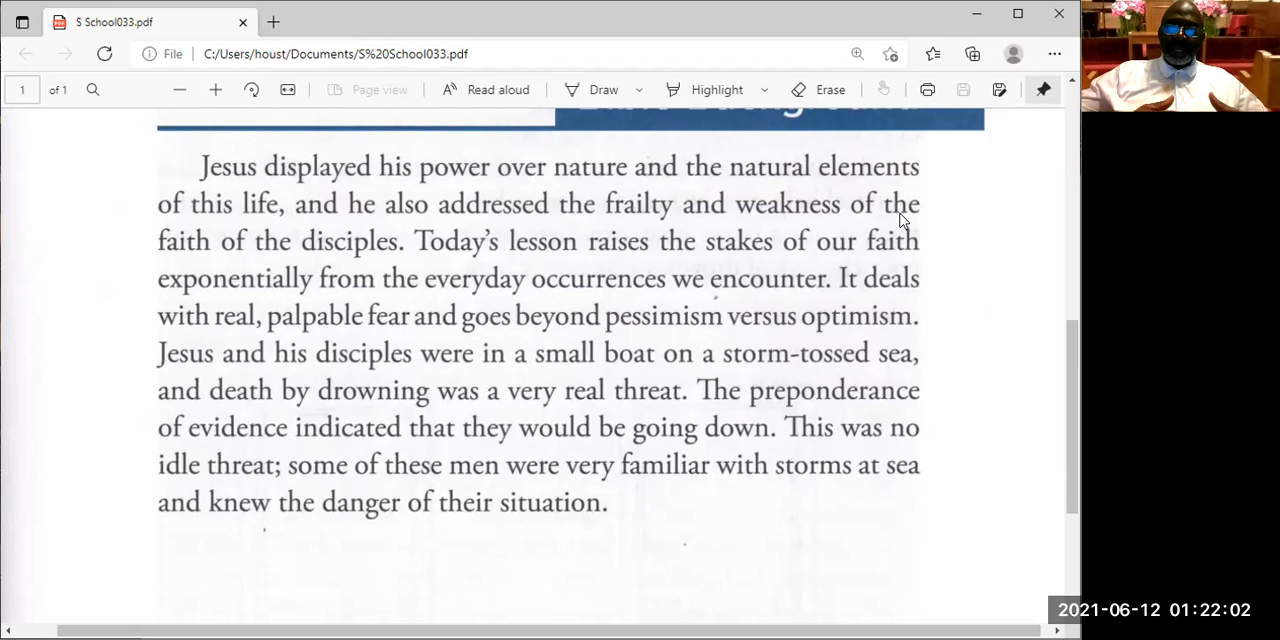 S School033.pdf
File C:/Users/houst/Documents/S%20School033.pdf
1 of 1 Page view Read aloud Draw Highlight Erase
Bible Background
Jesus displayed his power over nature and the natural elements
of this life, and he also addressed the frailty and weakness of the
faith of the disciples. Today's lesson raises the stakes of our faith
exponentially from the everyday occurrences we encounter. It deals
with real, palpable fear and goes beyond pessimism versus optimism.
Jesus and his disciples were in a small boat on a storm-tossed sea,
and death by drowning was a very real threat. The preponderance
of evidence indicated that they would be going down. This was no
idle threat; some of these men were very familiar with storms at sea
and knew the danger of their situation.
2021-06-12 01:22:02